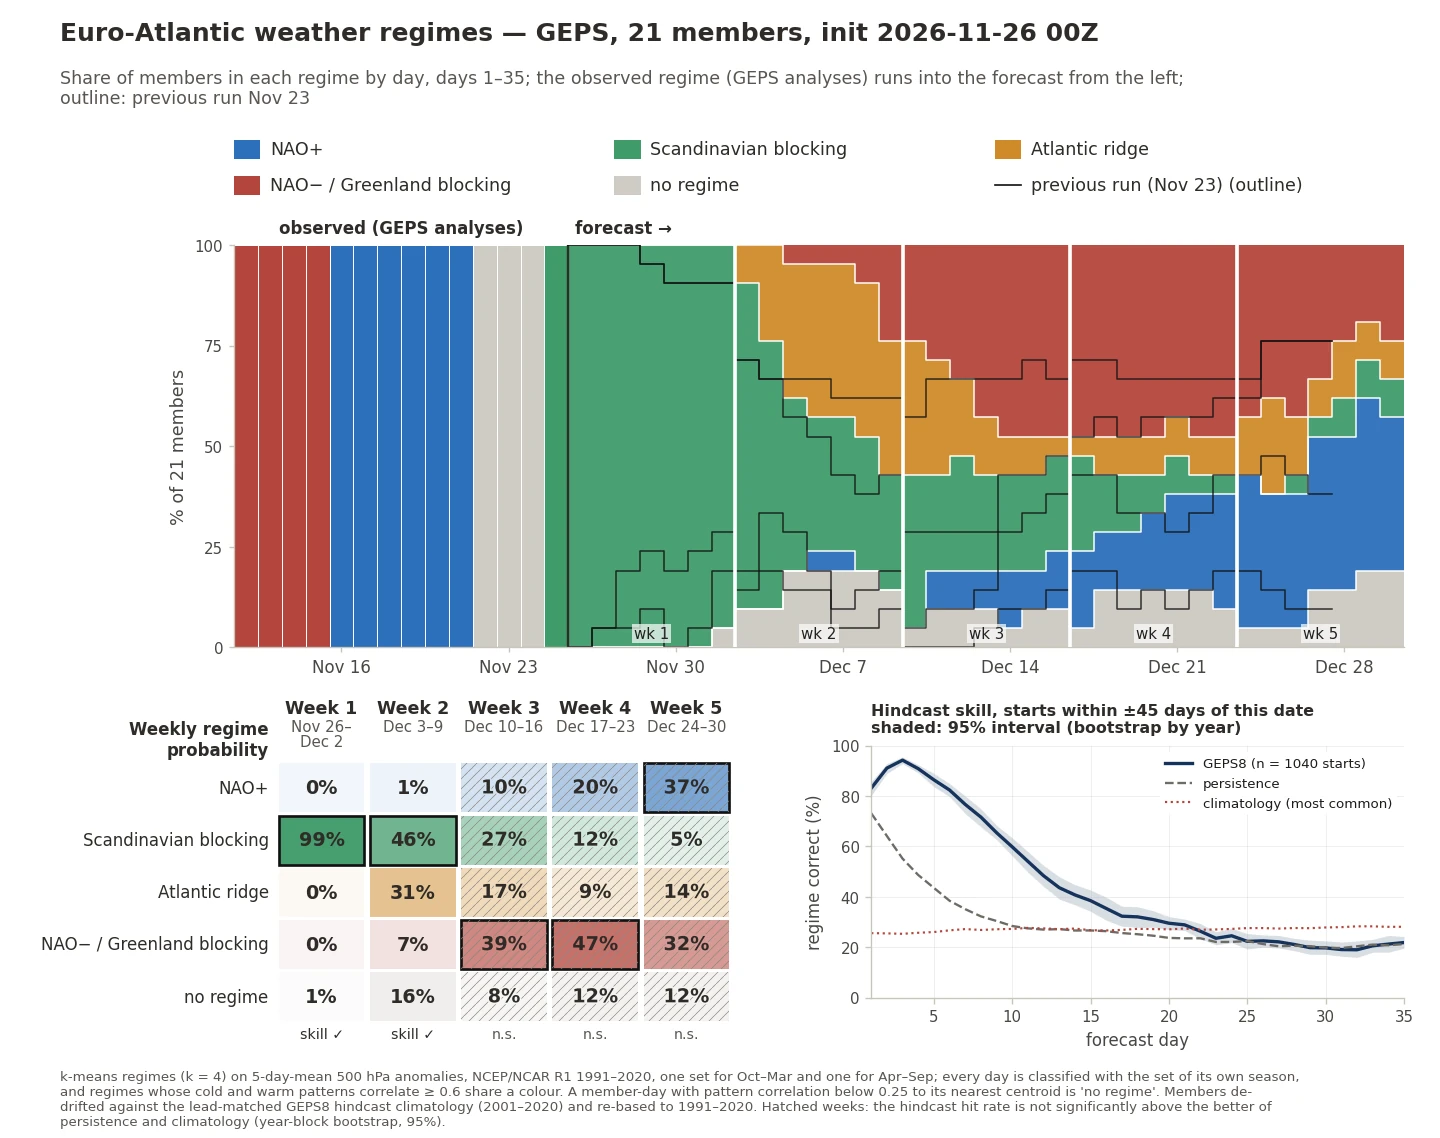 Euro-Atlantic weather regimes — GEPS, 21 members, init 2026-11-26 00Z
Share of members in each regime by day, days 1–35; the observed regime (GEPS analyses) runs into the forecast from the left;
outline: previous run Nov 23
NAO+
Scandinavian blocking
Atlantic ridge
NAO− / Greenland blocking
no regime
previous run (Nov 23) (outline)
observed (GEPS analyses)
forecast →
100
75
50
25
0
% of 21 members
wk 1
wk 2
wk 3
wk 4
wk 5
Nov 16
Nov 23
Nov 30
Dec 7
Dec 14
Dec 21
Dec 28
Weekly regime
probability
Week 1
Nov 26–
Dec 2
Week 2
Dec 3–9
Week 3
Dec 10–16
Week 4
Dec 17–23
Week 5
Dec 24–30
NAO+ 0% 1% 10% 20% 37%
Scandinavian blocking 99% 46% 27% 12% 5%
Atlantic ridge 0% 31% 17% 9% 14%
NAO− / Greenland blocking 0% 7% 39% 47% 32%
no regime 1% 16% 8% 12% 12%
skill ✓ skill ✓ n.s. n.s. n.s.
Hindcast skill, starts within ±45 days of this date
shaded: 95% interval (bootstrap by year)
GEPS8 (n = 1040 starts)
persistence
climatology (most common)
100
80
60
40
20
0
regime correct (%)
5
10
15
20
25
30
35
forecast day
k-means regimes (k = 4) on 5-day-mean 500 hPa anomalies, NCEP/NCAR R1 1991–2020, one set for Oct–Mar and one for Apr–Sep; every day is classified with the set of its own season,
and regimes whose cold and warm patterns correlate ≥ 0.6 share a colour. A member-day with pattern correlation below 0.25 to its nearest centroid is 'no regime'. Members de-
drifted against the lead-matched GEPS8 hindcast climatology (2001–2020) and re-based to 1991–2020. Hatched weeks: the hindcast hit rate is not significantly above the better of
persistence and climatology (year-block bootstrap, 95%).